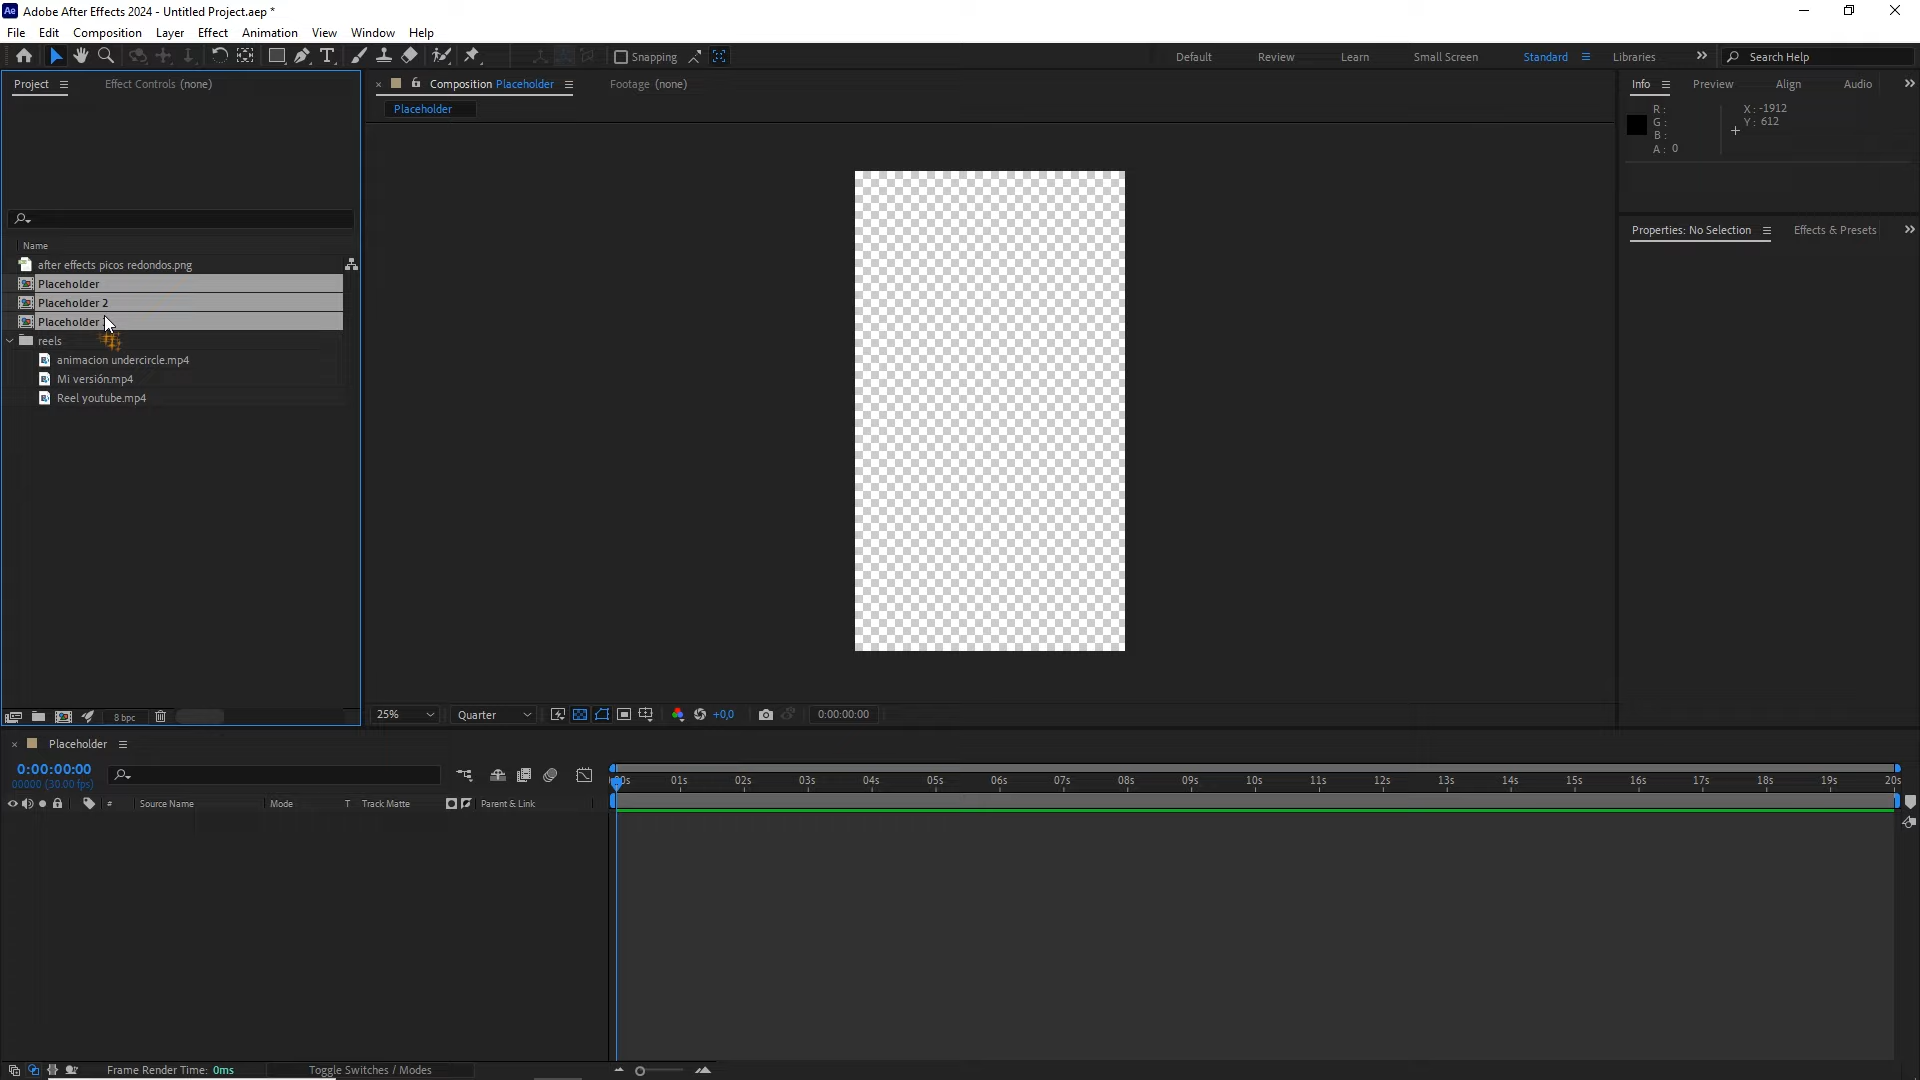 Adobe After Effects 2024 - Untitled Project.aep *
File Edit Composition Layer Effect Animation View Window Help
Snapping Default Review Learn Small Screen Standard Libraries Search Help
Project Effect Controls (none) Composition Placeholder Footage (none) Info Preview Align Audio
Placeholder
R :
G :
B :
A : 0
X : -1912
Y : 612
Properties: No Selection Effects & Presets
Name
after effects picos redondos.png
Placeholder
Placeholder 2
Placeholder
reels
animacion undercircle.mp4
Mi versión.mp4
Reel youtube.mp4
8 bpc 25% Quarter +0,0 0:00:00:00
Placeholder
0:00:00:00
00000 (30.00 fps)
00s 01s 02s 03s 04s 05s 06s 07s 08s 09s 10s 11s 12s 13s 14s 15s 16s 17s 18s 19s 20s
# Source Name Mode T Track Matte Parent & Link
Frame Render Time: 0ms Toggle Switches / Modes